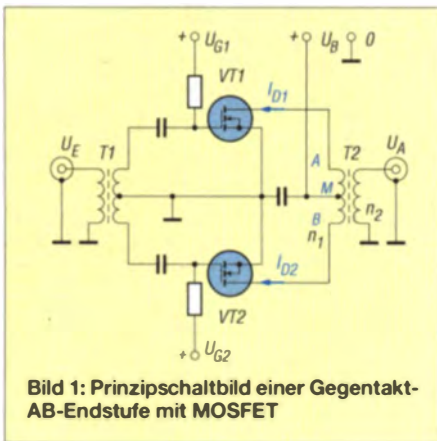 + U_G1
+ U_B 0
VT1
I_D1
U_E T1
A T2 U_A
M
B n_2
n_1
I_D2
VT2
+ U_G2
Bild 1: Prinzipschaltbild einer Gegentakt-
AB-Endstufe mit MOSFET